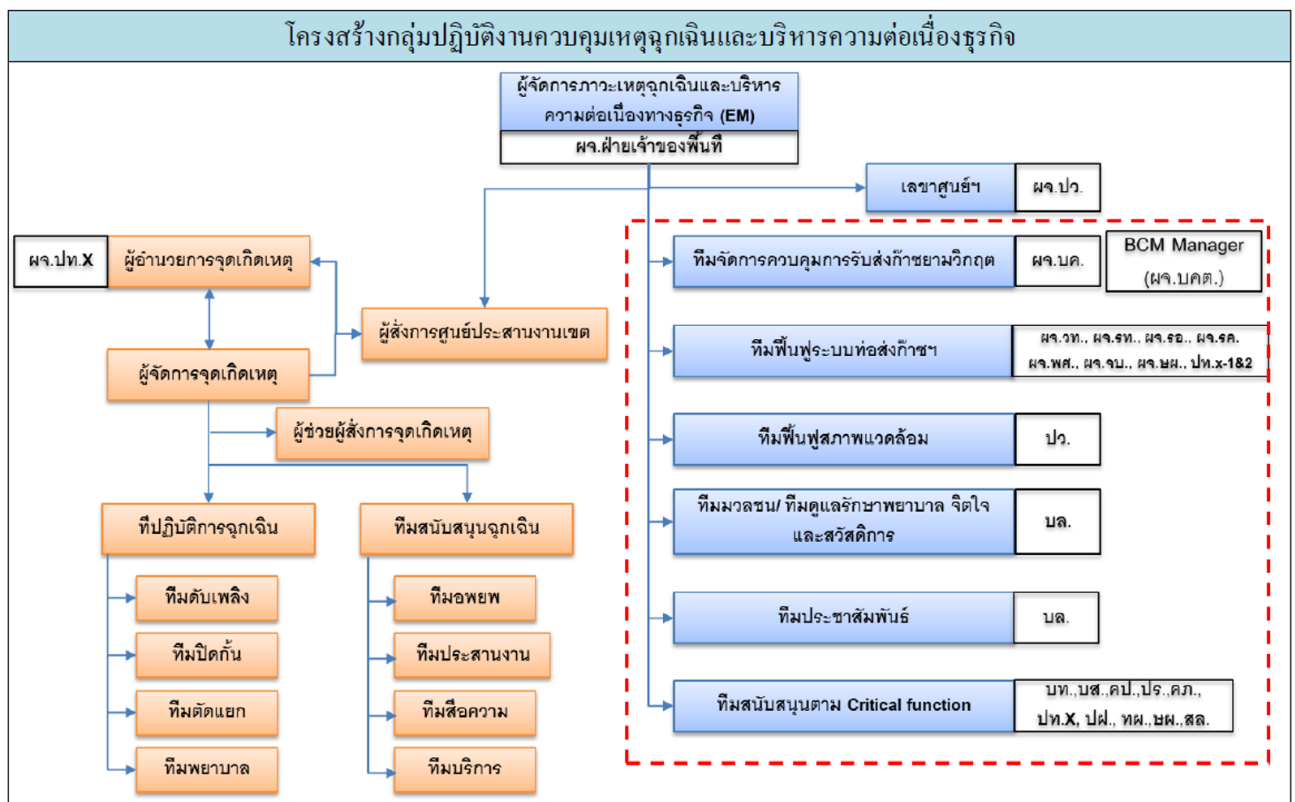 โครงสร้างกลุ่มปฏิบัติงานควบคุมเหตุฉุกเฉินและบริหารความต่อเนื่องธุรกิจ
ผู้จัดการภาวะเหตุฉุกเฉินและบริหาร
ความต่อเนื่องทางธุรกิจ (EM)
ผจ.ฝ่ายเจ้าของพื้นที่
เลขาศูนย์ฯ
ผจ.ปว.
ผจ.ปท.X
ผู้อำนวยการจุดเกิดเหตุ
ผู้สั่งการศูนย์ประสานงานเขต
ผู้จัดการจุดเกิดเหตุ
ผู้ช่วยผู้สั่งการจุดเกิดเหตุ
ทีปฏิบัติการฉุกเฉิน
ทีมดับเพลิง
ทีมปิดกั้น
ทีมตัดแยก
ทีมพยาบาล
ทีมสนับสนุนฉุกเฉิน
ทีมอพยพ
ทีมประสานงาน
ทีมสื่อความ
ทีมบริการ
ทีมจัดการควบคุมการรับส่งก๊าซยามวิกฤต
ผจ.บค.
BCM Manager
(ผจ.บคต.)
ทีมฟื้นฟูระบบท่อส่งก๊าซฯ
ผจ.วท., ผจ.รท., ผจ.รอ., ผจ.รค.
ผจ.พศ., ผจ.จบ., ผจ.ษผ., ปท.x-1&2
ทีมฟื้นฟูสภาพแวดล้อม
ปว.
ทีมมวลชน/ ทีมดูแลรักษาพยาบาล จิตใจ
และสวัสดิการ
บล.
ทีมประชาสัมพันธ์
บล.
ทีมสนับสนุนตาม Critical function
บท.,บส.,คป.,ปร.,คภ.,
ปท.X, ปฝ., ทผ.,ษผ.,สล.